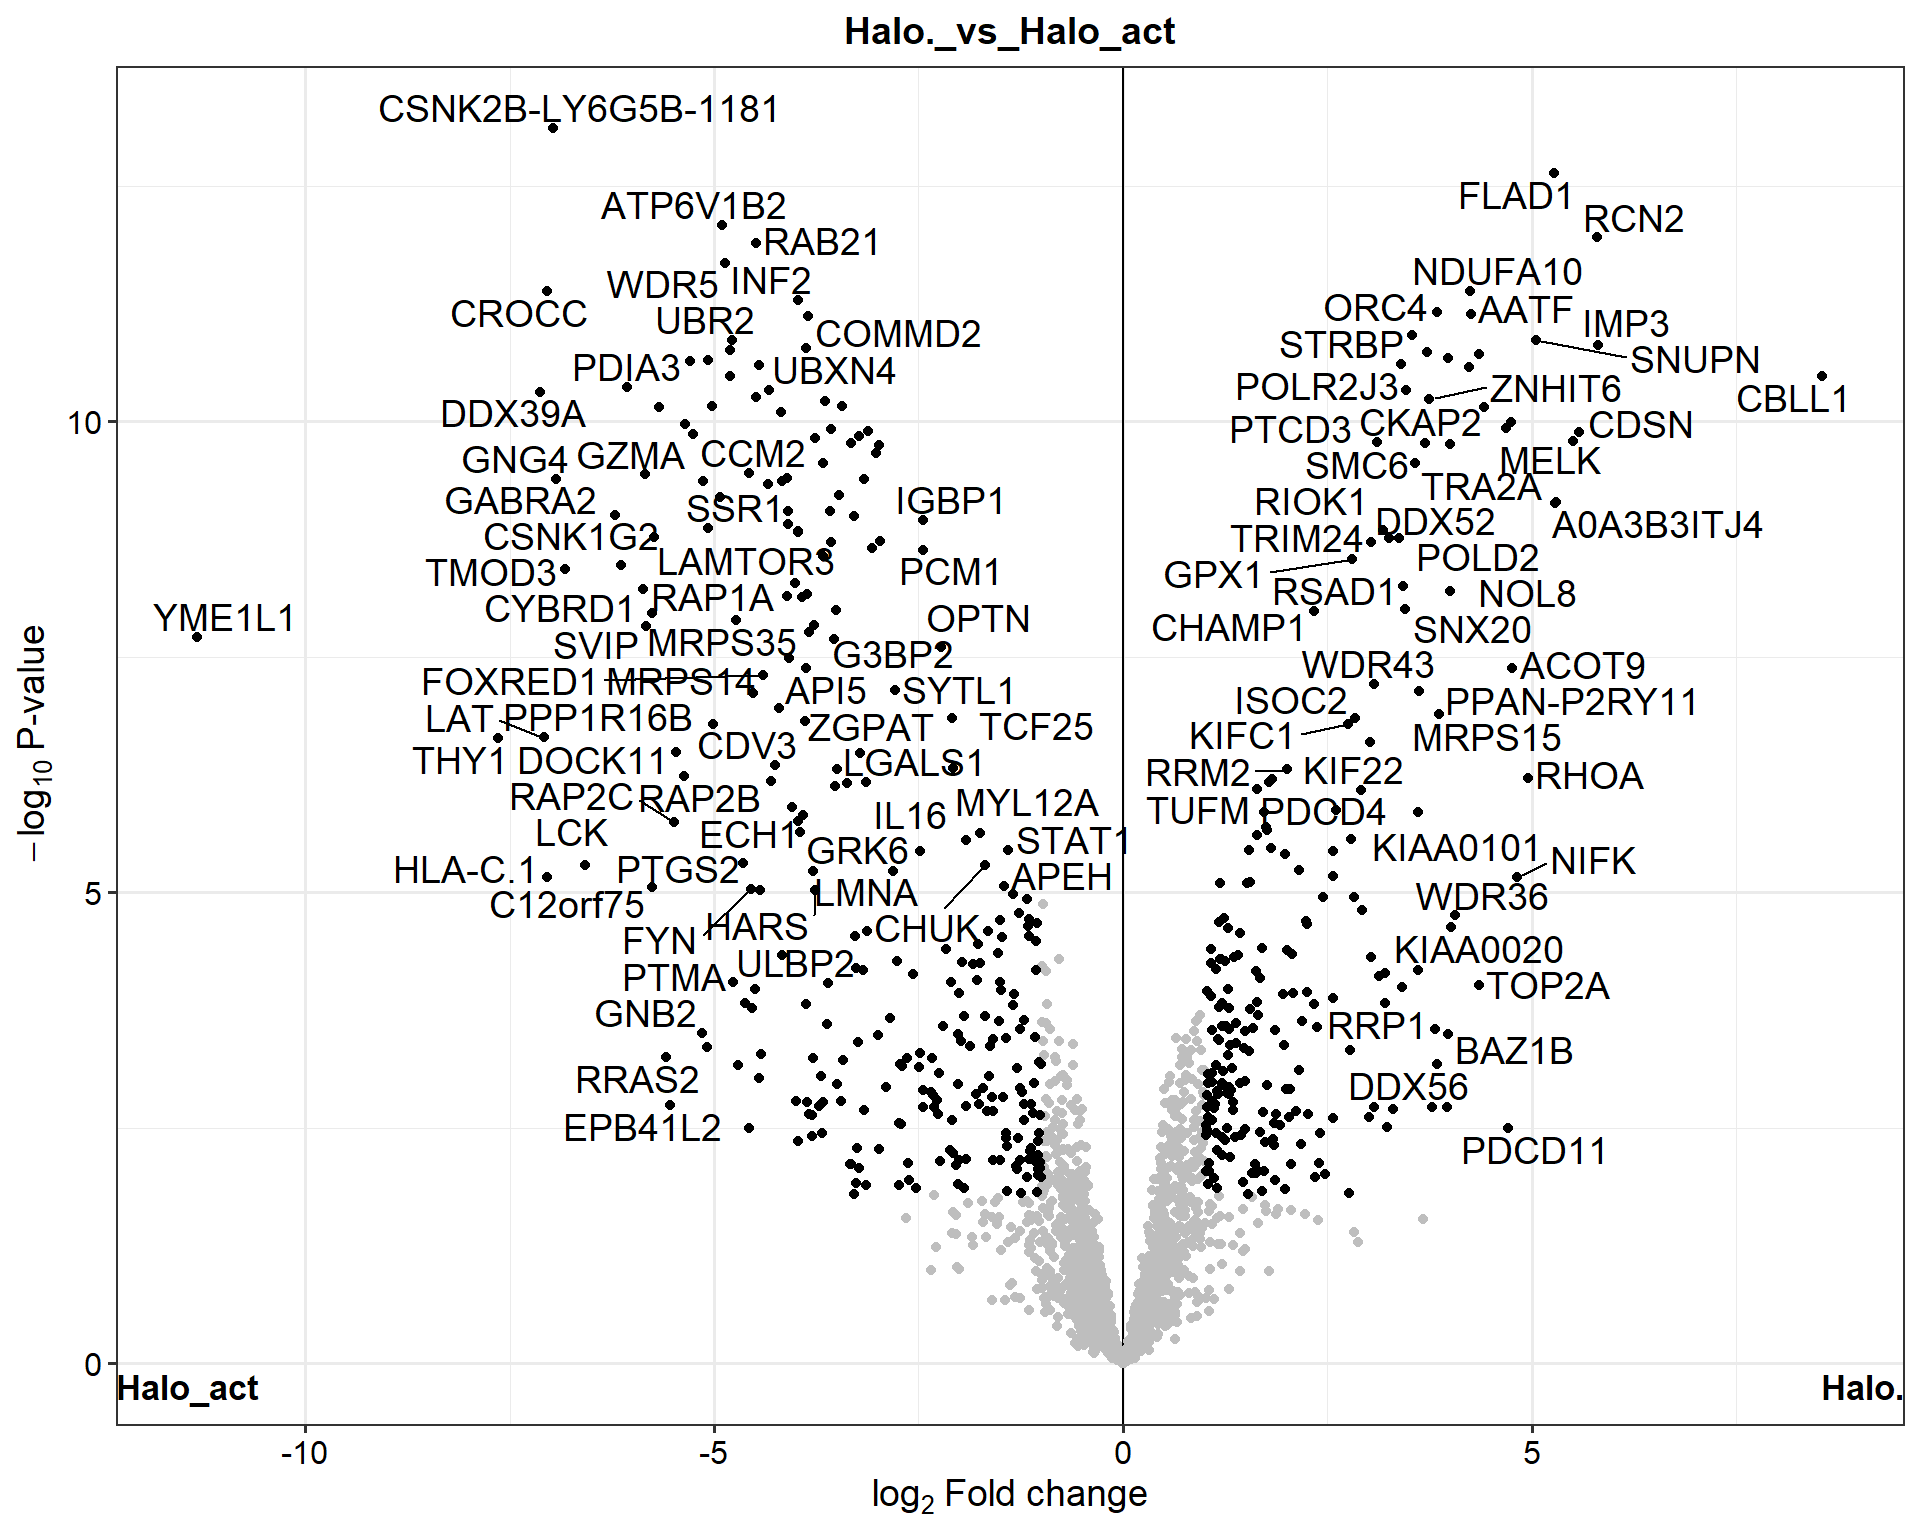 Halo._vs_Halo_act
CSNK2B-LY6G5B-1181
FLAD1
ATP6V1B2
RCN2
RAB21
NDUFA10
WDR5
INF2
CROCC
ORC4
AATF
UBR2
IMP3
COMMD2
STRBP
SNUPN
PDIA3
UBXN4
POLR2J3
ZNHIT6
CBLL1
DDX39A
10
PTCD3
CKAP2
CDSN
GNG4
GZMA
CCM2
SMC6
MELK
TRA2A
GABRA2
SSR1
IGBP1
RIOK1
DDX52
A0A3B3ITJ4
CSNK1G2
TRIM24
LAMTOR3
POLD2
TMOD3
PCM1
GPX1
CYBRD1
RAP1A
RSAD1
NOL8
YME1L1
OPTN
CHAMP1
SNX20
SVIP
MRPS35
G3BP2
WDR43
ACOT9
FOXRED1
MRPS14
API5
SYTL1
ISOC2
PPAN-P2RY11
LAT
PPP1R16B
ZGPAT
TCF25
KIFC1
MRPS15
THY1
DOCK11
CDV3
LGALS1
RRM2
KIF22
RHOA
RAP2C
RAP2B
MYL12A
TUFM
PDCD4
LCK
ECH1
IL16
STAT1
GRK6
KIAA0101
NIFK
HLA-C.1
PTGS2
APEH
5
C12orf75
LMNA
WDR36
FYN
HARS
CHUK
KIAA0020
PTMA
ULBP2
TOP2A
GNB2
RRP1
BAZ1B
RRAS2
DDX56
EPB41L2
PDCD11
0
Halo_act
Halo.
-10
-5
0
5
log2 Fold change
−log10 P-value